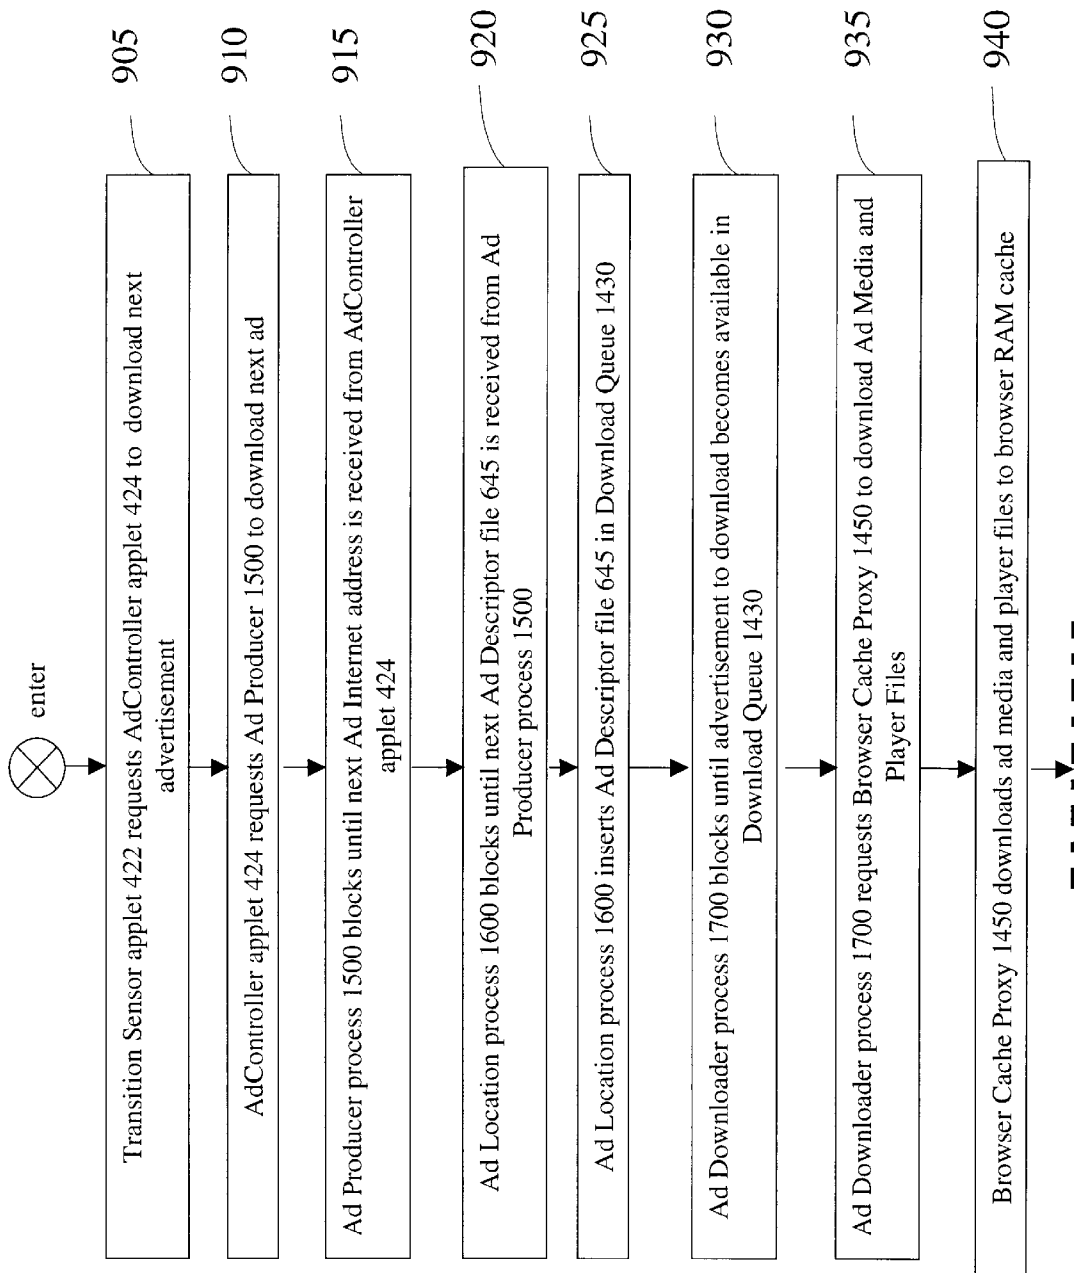 enter
Transition Sensor applet 422 requests AdController applet 424 to download next
advertisement
905
AdController applet 424 requests Ad Producer 1500 to download next ad
910
Ad Producer process 1500 blocks until next Ad Internet address is received from AdController
applet 424
915
Ad Location process 1600 blocks until next Ad Descriptor file 645 is received from Ad
Producer process 1500
920
Ad Location process 1600 inserts Ad Descriptor file 645 in Download Queue 1430
925
Ad Downloader process 1700 blocks until advertisement to download becomes available in
Download Queue 1430
930
Ad Downloader process 1700 requests Browser Cache Proxy 1450 to download Ad Media and
Player Files
935
Browser Cache Proxy 1450 downloads ad media and player files to browser RAM cache
940